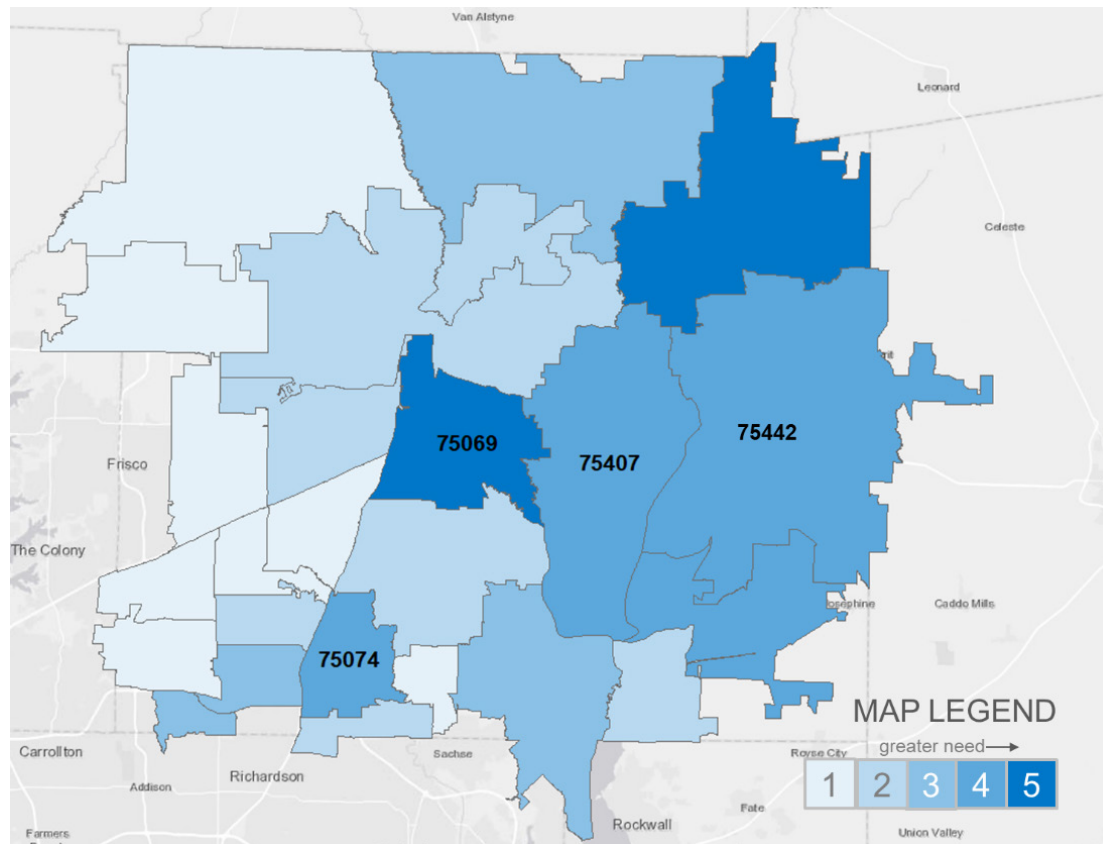 Van Alstyne
Leonard
Celeste
Frisco
75069
75407
75442
The Colony
Josephine
Caddo Mills
75074
MAP LEGEND
greater need→
1 2 3 4 5
Carrollton
Addison
Richardson
Sachse
Royse City
Rockwall
Fate
Farmers
Union Valley